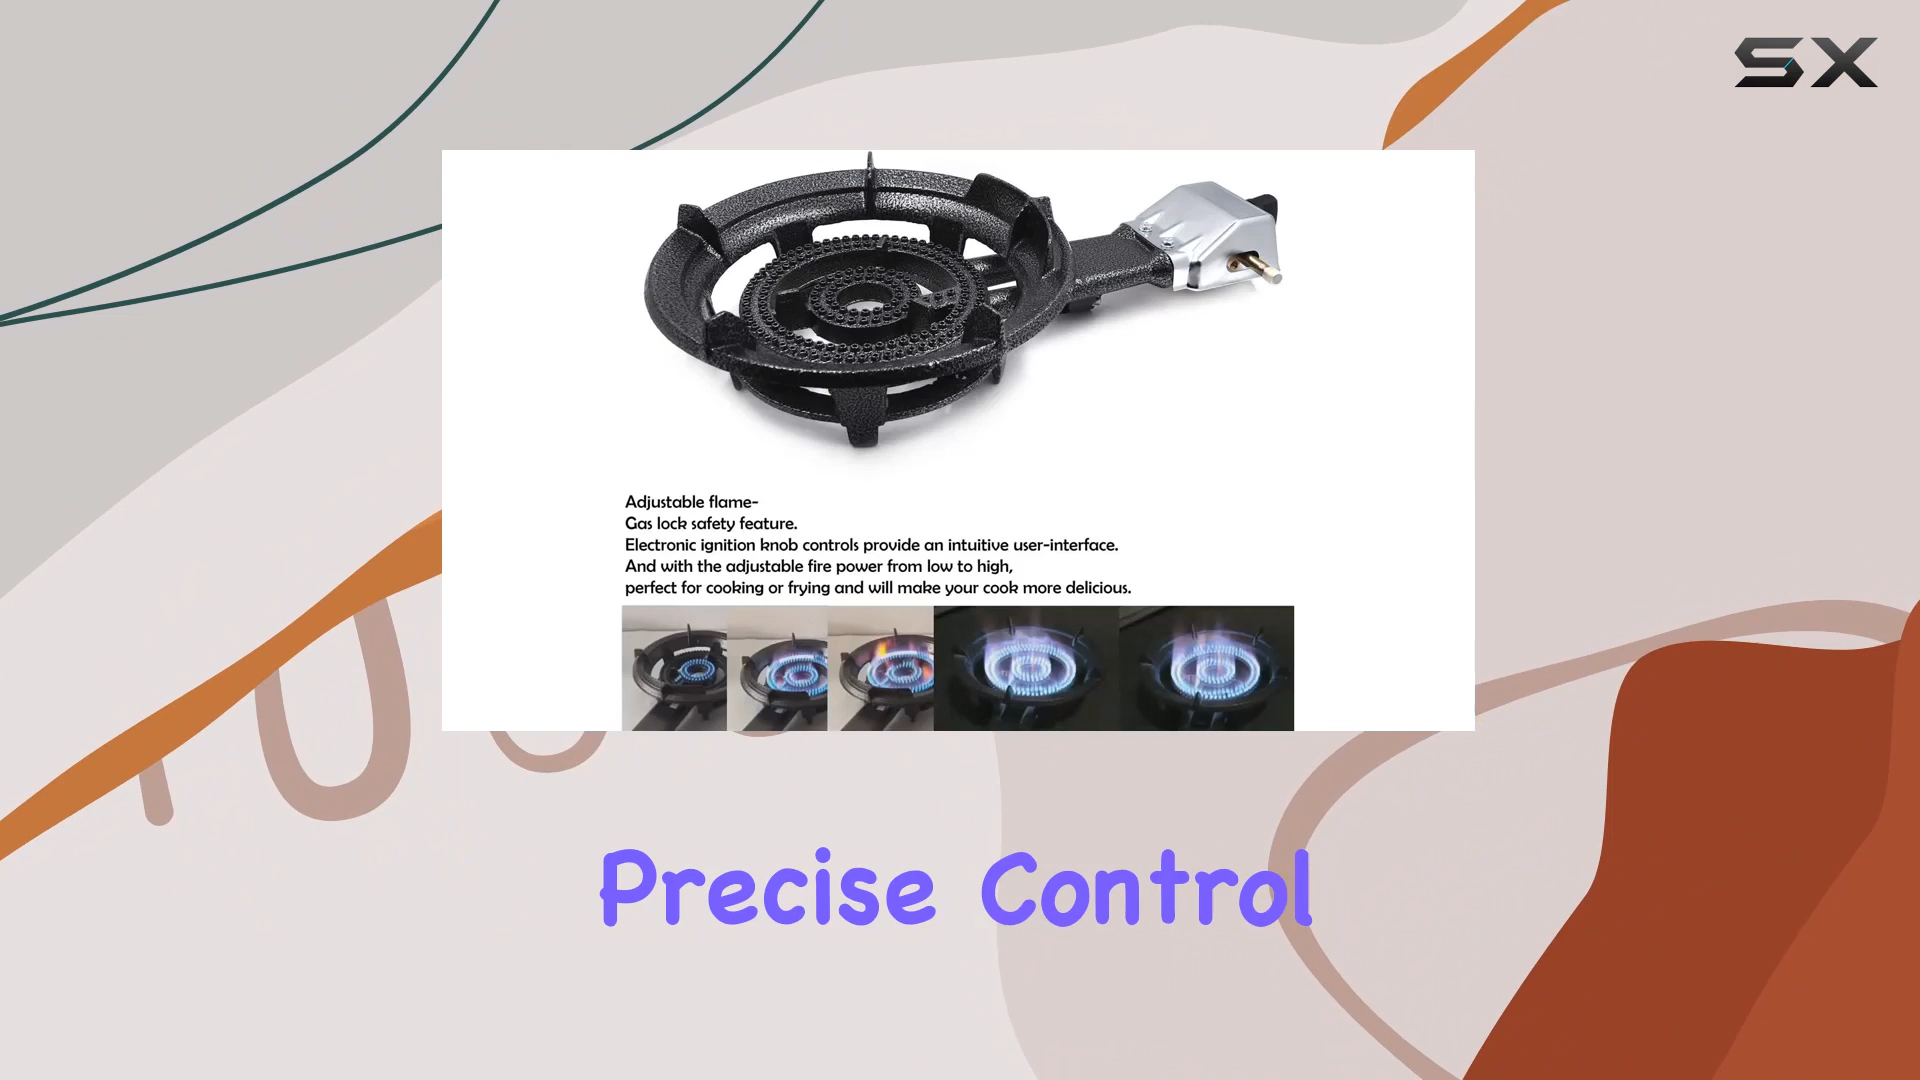 SX
Adjustable flame-
Gas lock safety feature.
Electronic ignition knob controls provide an intuitive user-interface.
And with the adjustable fire power from low to high,
perfect for cooking or frying and will make your cook more delicious.
Precise Control